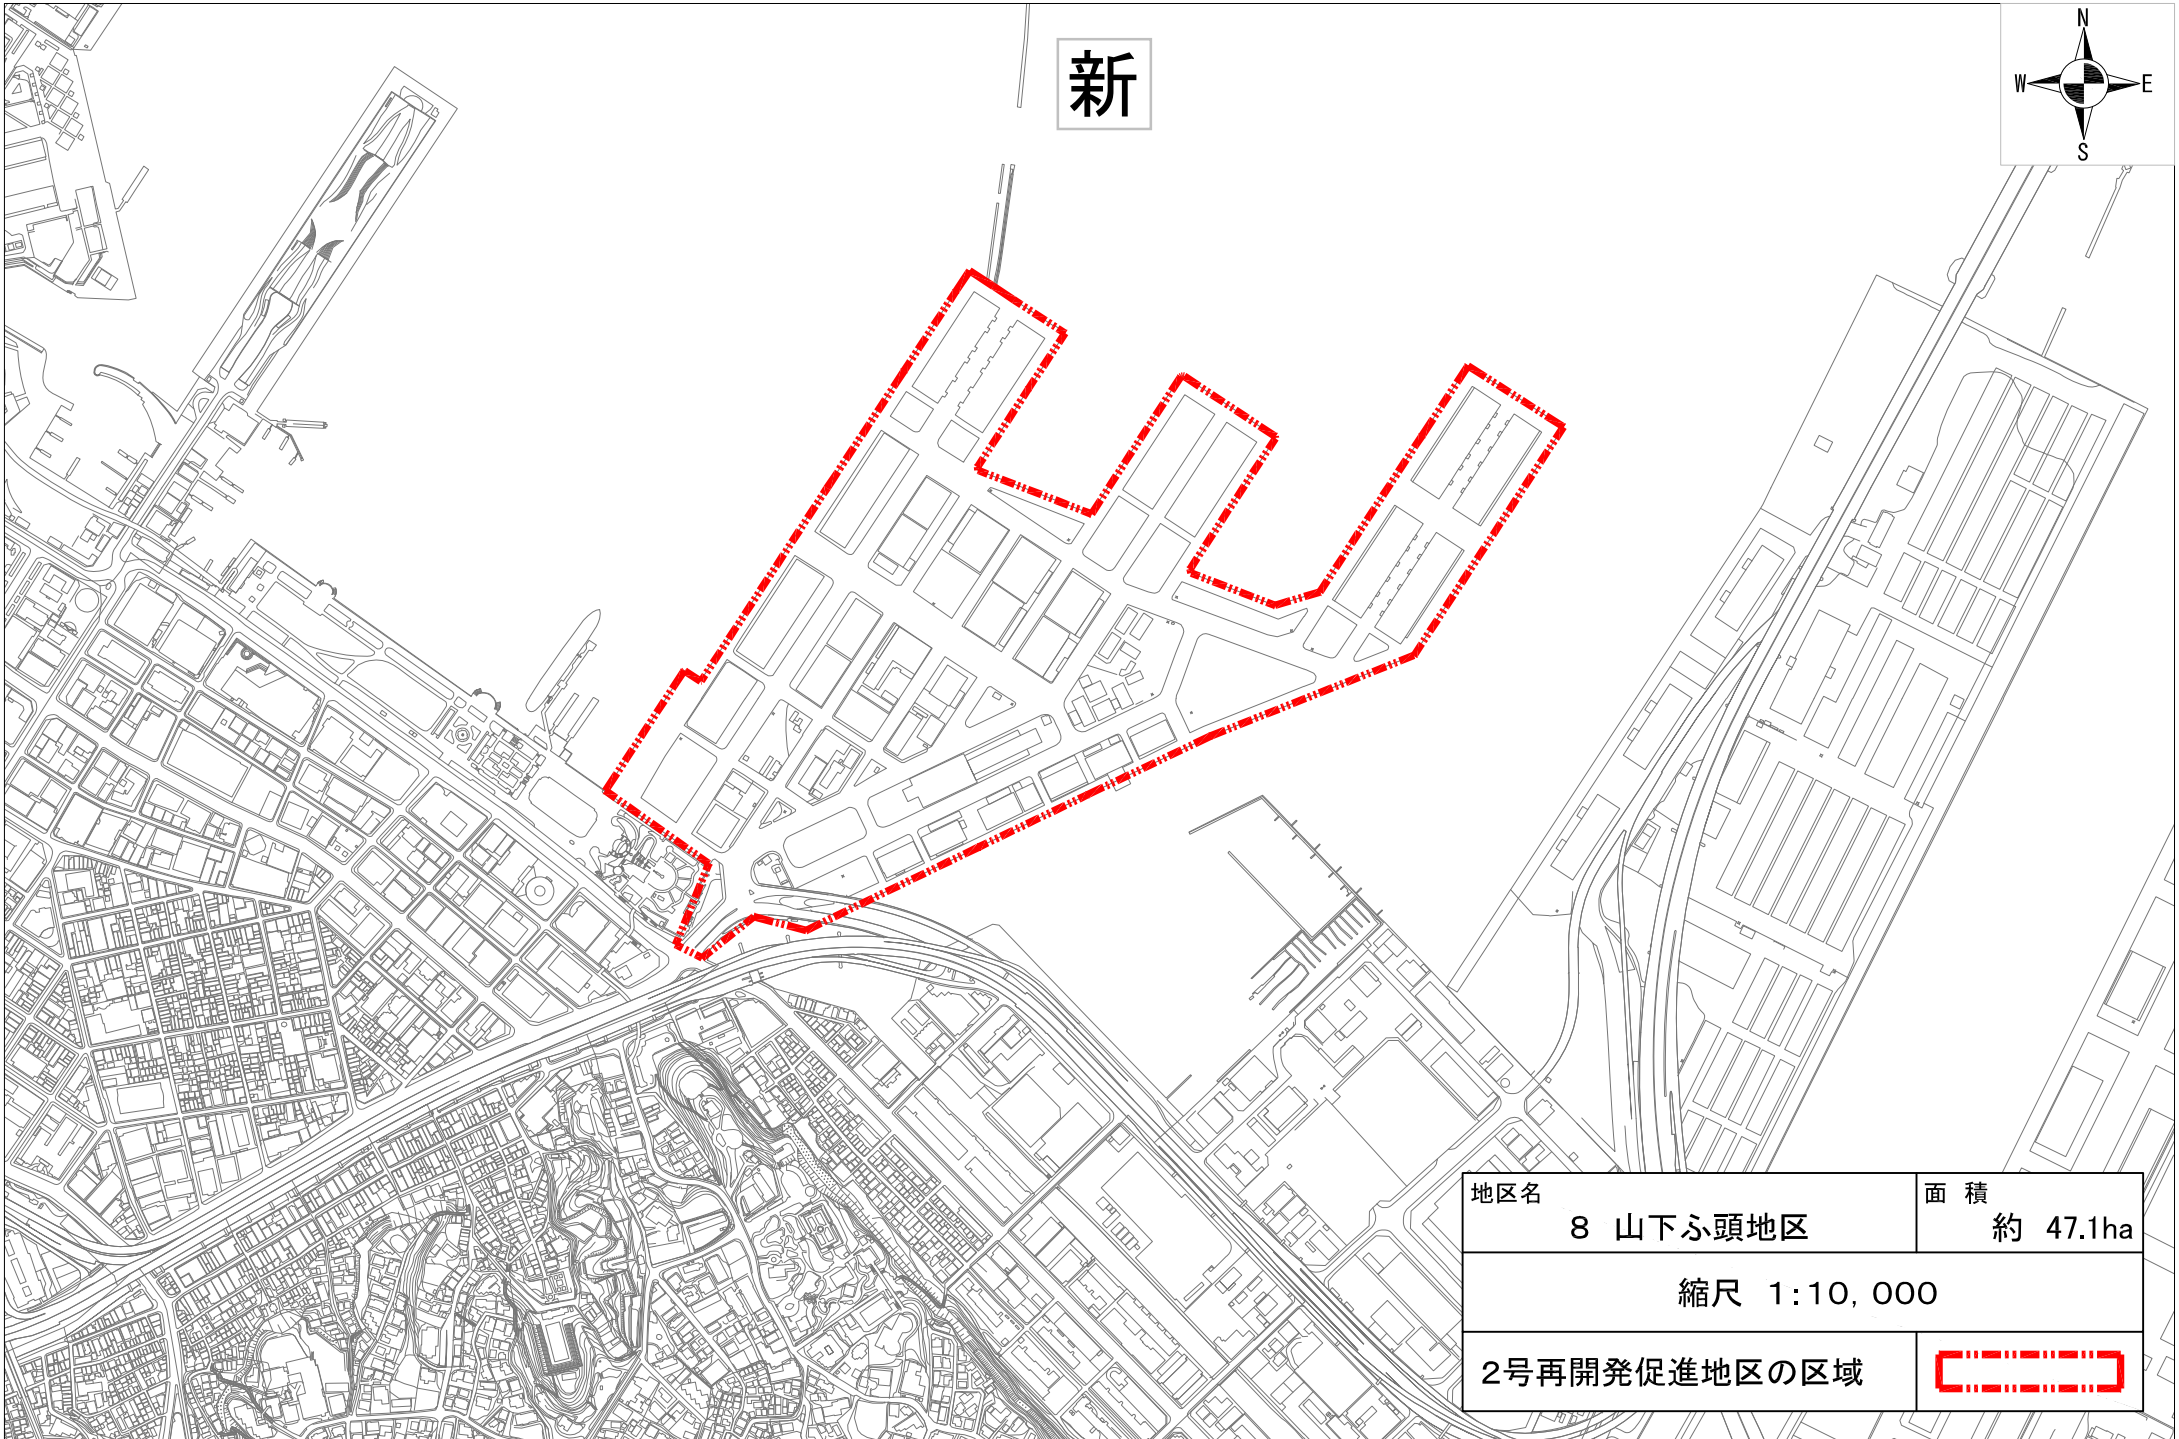 新
N
W E
S
地区名
8 山下ふ頭地区
面 積
約 47.1ha
縮尺 1:10,000
2号再開発促進地区の区域